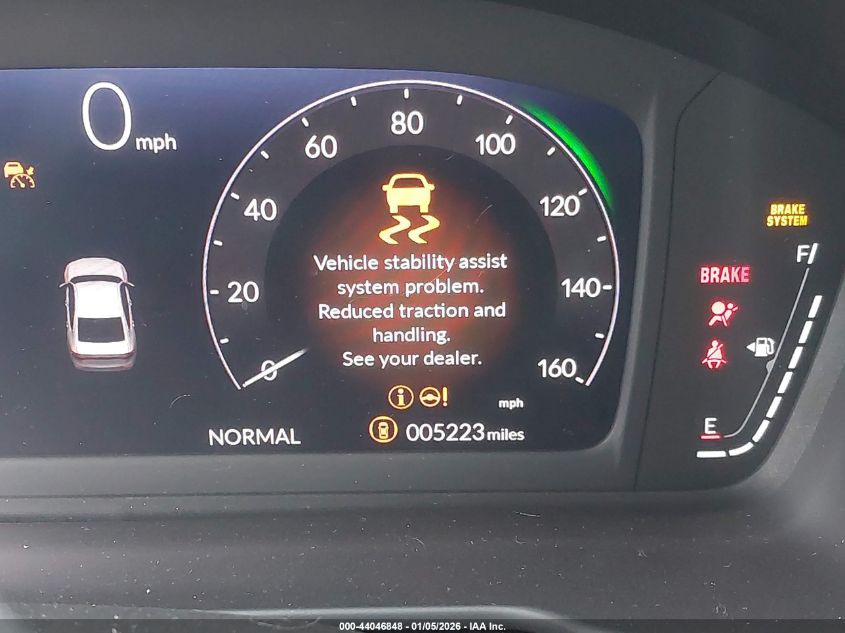 0 mph
0
20
40
60
80
100
120
140
160
Vehicle stability assist
system problem.
Reduced traction and
handling.
See your dealer.
mph
NORMAL
005223 miles
BRAKE
SYSTEM
F
BRAKE
E
000-44046848 - 01/05/2026 - IAA Inc.